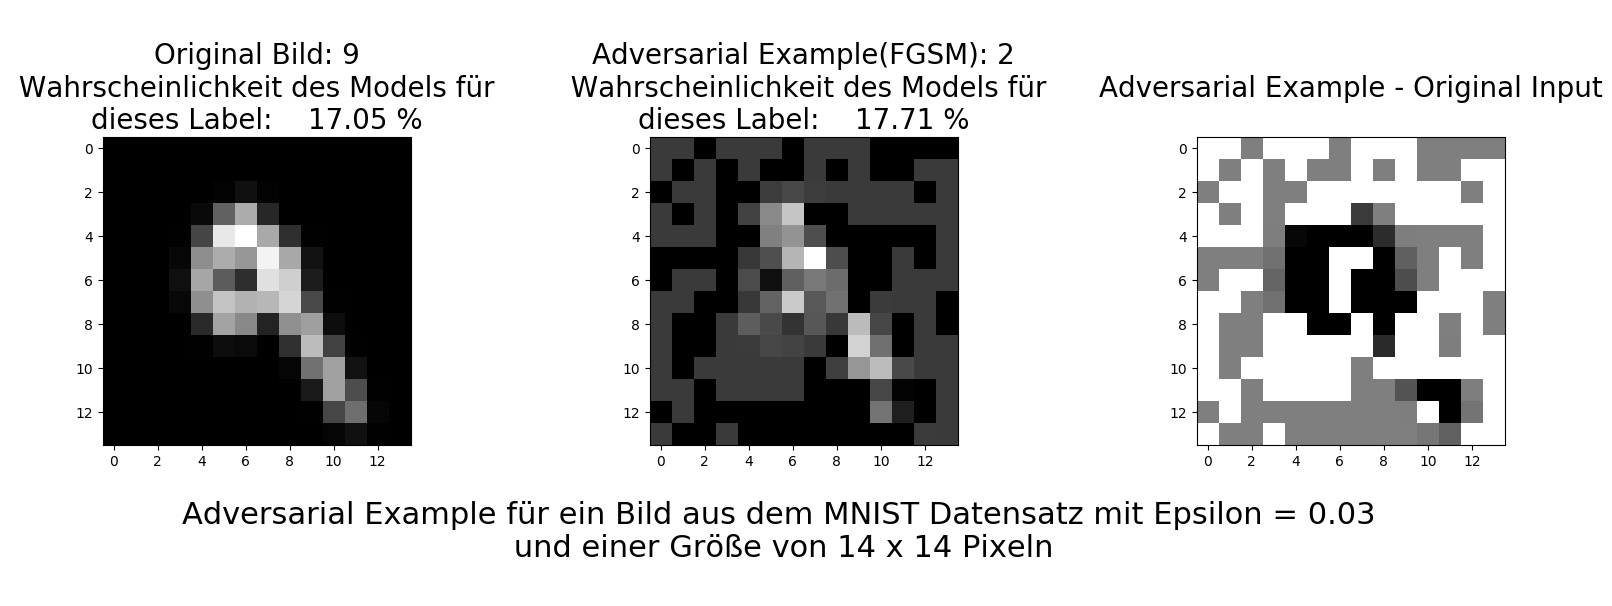 Original Bild: 9
Wahrscheinlichkeit des Models für
dieses Label: 17.05 %
Adversarial Example(FGSM): 2
Wahrscheinlichkeit des Models für
dieses Label: 17.71 %
Adversarial Example - Original Input
0
2
4
6
8
10
12
0 2 4 6 8 10 12
0
2
4
6
8
10
12
0 2 4 6 8 10 12
0
2
4
6
8
10
12
0 2 4 6 8 10 12
Adversarial Example für ein Bild aus dem MNIST Datensatz mit Epsilon = 0.03
und einer Größe von 14 x 14 Pixeln